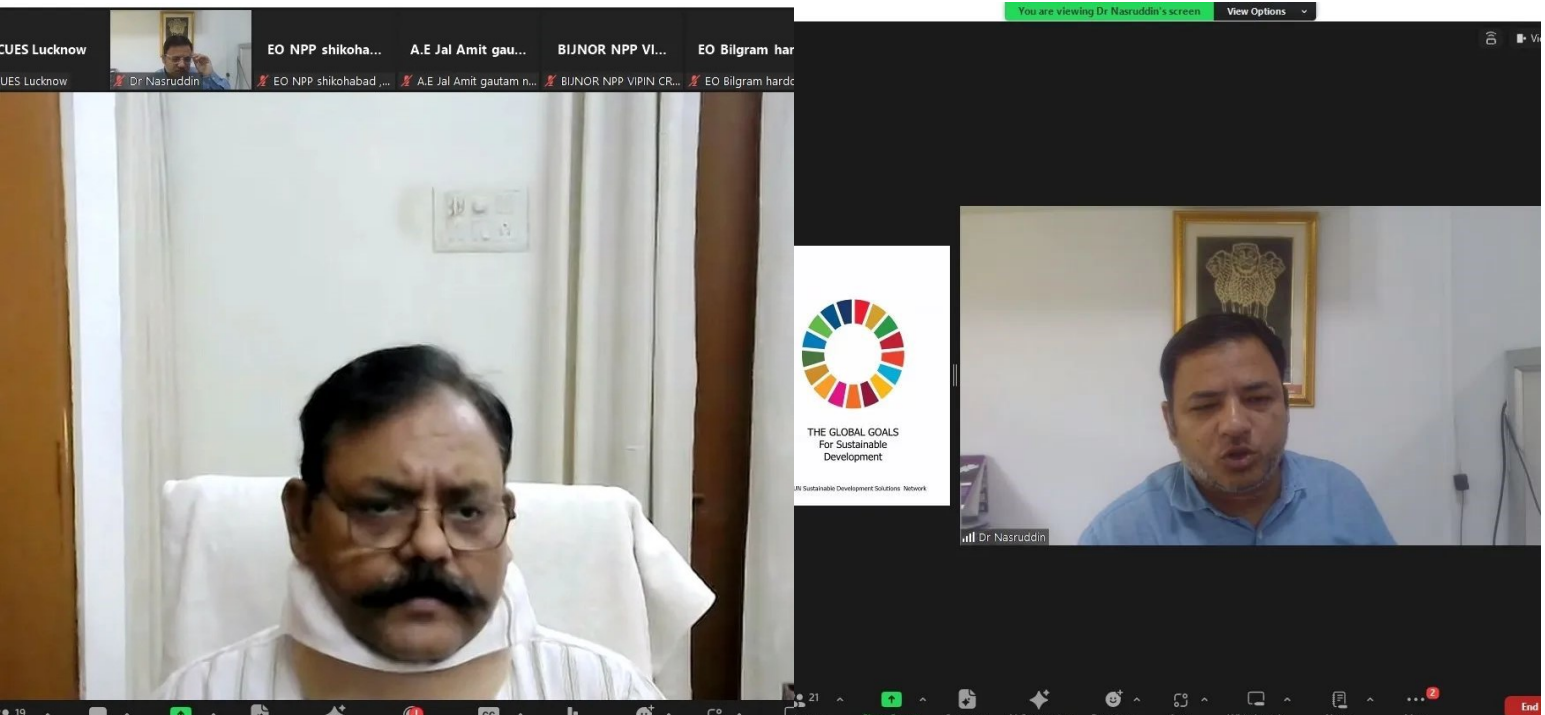 You are viewing Dr Nasruddin's screen
View Options
CUES Lucknow
EO NPP shikoha...
A.E Jal Amit gau...
BIJNOR NPP VI...
EO Bilgram har
UES Lucknow
Dr Nasruddin
EO NPP shikohabad ,...
A.E Jal Amit gautam n...
BIJNOR NPP VIPIN CR...
EO Bilgram hardo
THE GLOBAL GOALS
For Sustainable
Development
UN Sustainable Development Solutions Network
Dr Nasruddin
19
21
2
End